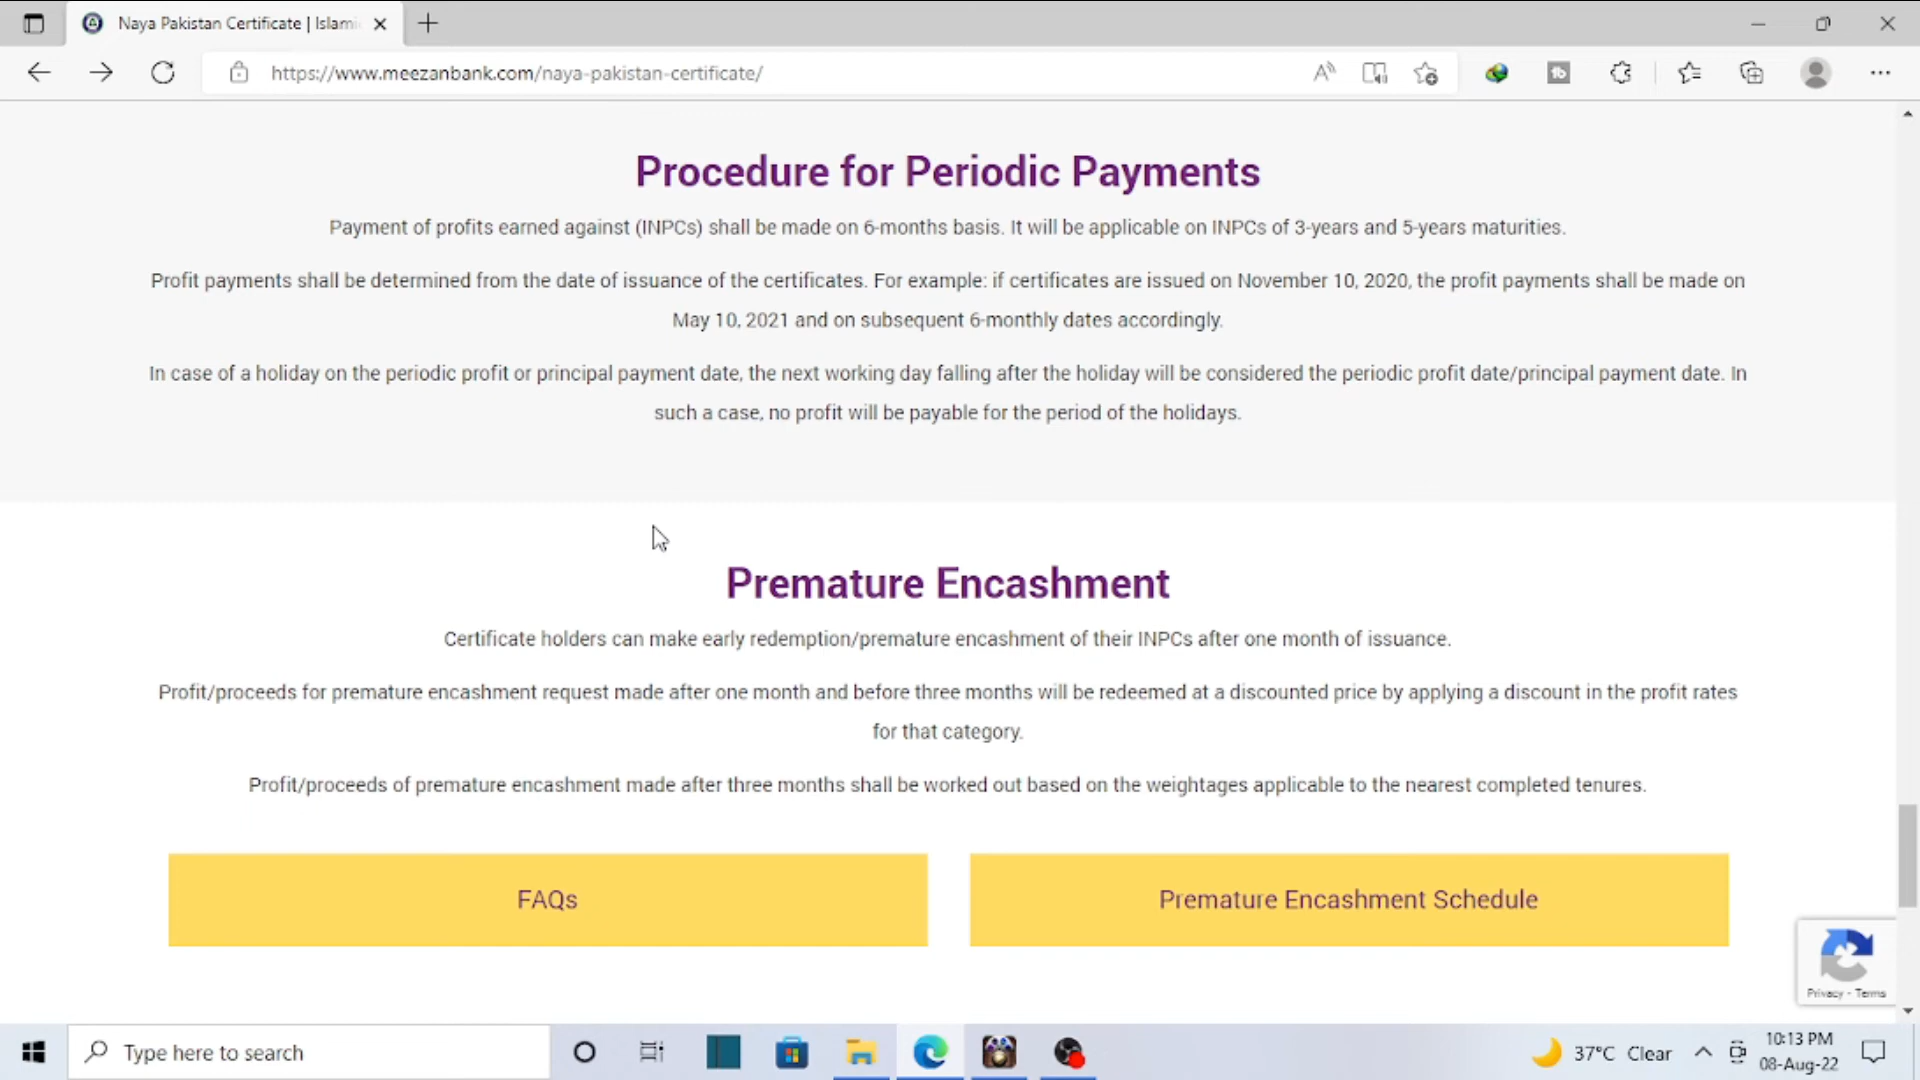 Naya Pakistan Certificate | Islami
https://www.meezanbank.com/naya-pakistan-certificate/
Procedure for Periodic Payments
Payment of profits earned against (INPCs) shall be made on 6-months basis. It will be applicable on INPCs of 3-years and 5-years maturities.
Profit payments shall be determined from the date of issuance of the certificates. For example: if certificates are issued on November 10, 2020, the profit payments shall be made on
May 10, 2021 and on subsequent 6-monthly dates accordingly.
In case of a holiday on the periodic profit or principal payment date, the next working day falling after the holiday will be considered the periodic profit date/principal payment date. In
such a case, no profit will be payable for the period of the holidays.
Premature Encashment
Certificate holders can make early redemption/premature encashment of their INPCs after one month of issuance.
Profit/proceeds for premature encashment request made after one month and before three months will be redeemed at a discounted price by applying a discount in the profit rates
for that category.
Profit/proceeds of premature encashment made after three months shall be worked out based on the weightages applicable to the nearest completed tenures.
FAQs
Premature Encashment Schedule
Privacy - Terms
Type here to search
37°C Clear
10:13 PM
08-Aug-22